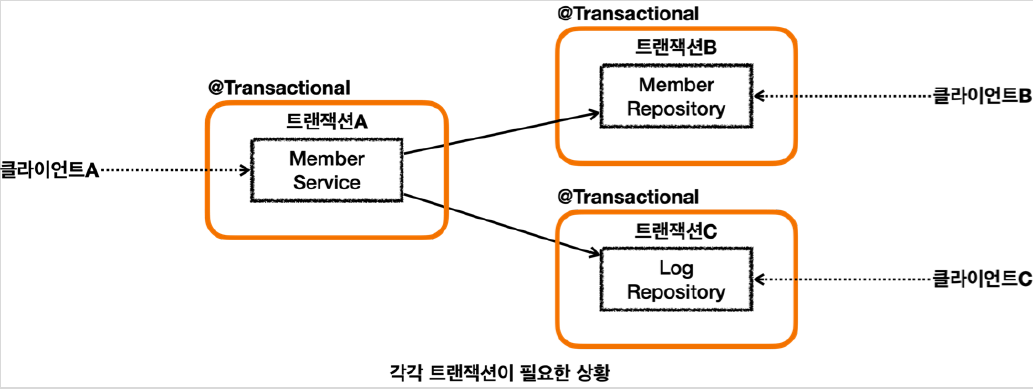 @Transactional
트랜잭션B
Member
Repository
클라이언트B
@Transactional
트랜잭션A
Member
Service
클라이언트A
@Transactional
트랜잭션C
Log
Repository
클라이언트C
각각 트랜잭션이 필요한 상황